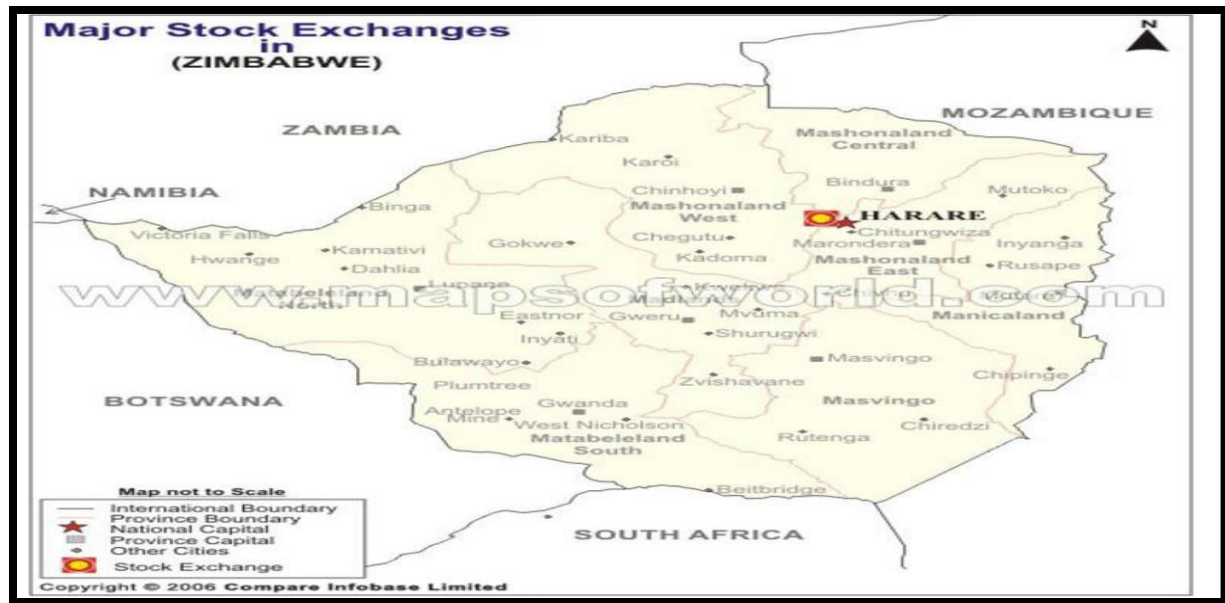 Major Stock Exchanges
in
(ZIMBABWE)
N
MOZAMBIQUE
ZAMBIA
Kariba
Mashonaland
Central
Karoi
NAMIBIA
Chinhoyi
Bindura
Mutoko
Binga
Mashonaland
West
HARARE
Victoria Falls
Gokwe
Chegutu
Chitungwiza
Marondera
Inyanga
Kamativi
Hwange
Kadoma
Mashonaland
East
Rusape
Dahlia
www.mapsofworld.com
Lupane
Matabeleland
North
Midlands
Mutare
Eastnor
Gweru
Mvuma
Manicaland
Inyati
Shurugwi
Bulawayo
Masvingo
Plumtree
Zvishavane
Chipinge
BOTSWANA
Gwanda
Masvingo
Antelope
Mine
West Nicholson
Chiredzi
Matabeleland
South
Rutenga
Beitbridge
SOUTH AFRICA
Map not to Scale
International Boundary
Province Boundary
National Capital
Province Capital
Other Cities
Stock Exchange
Copyright © 2006 Compare Infobase Limited